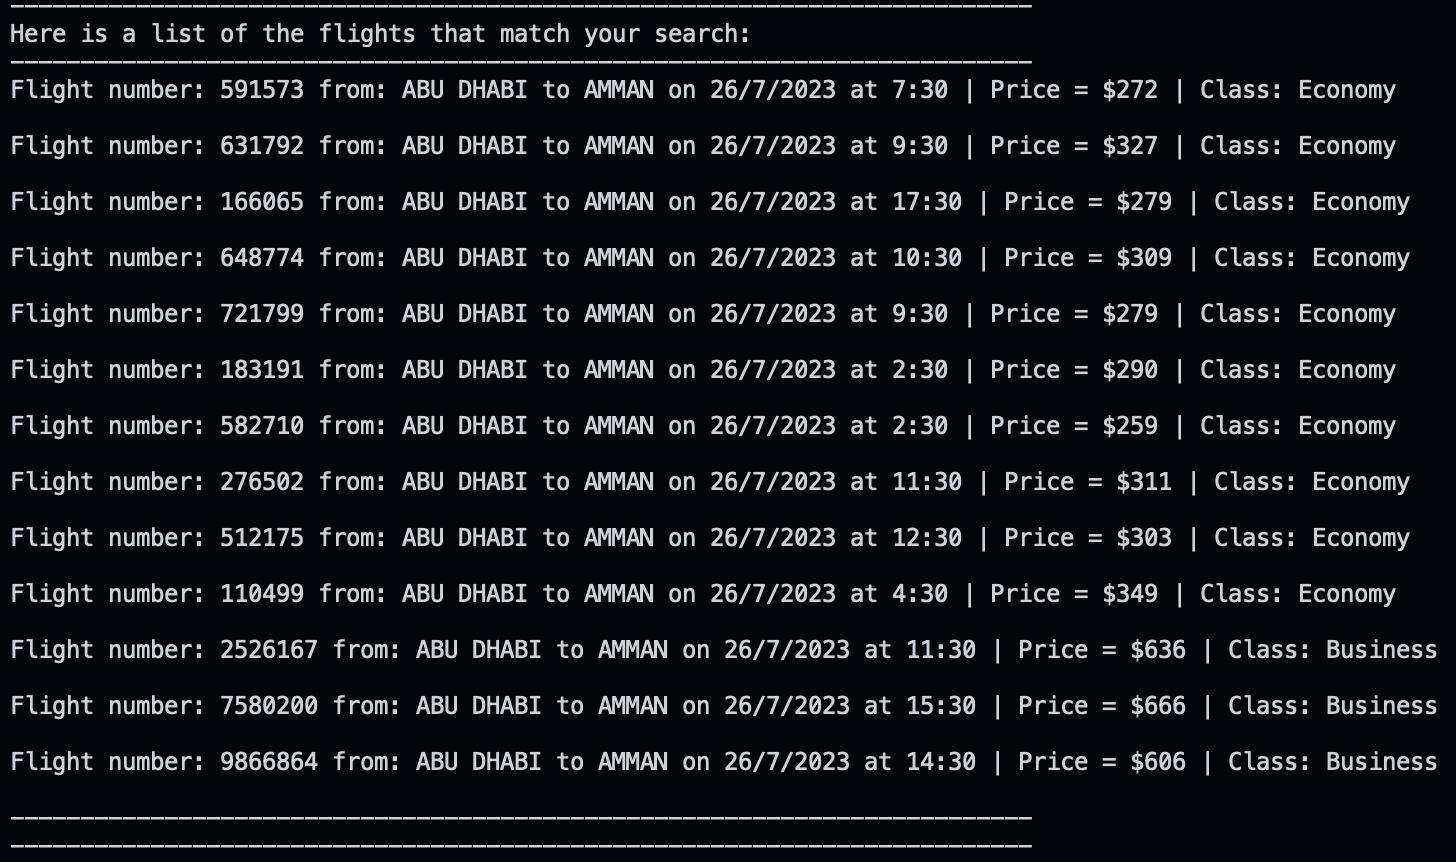 Here is a list of the flights that match your search:
Flight number: 591573 from: ABU DHABI to AMMAN on 26/7/2023 at 7:30 | Price = $272 | Class: Economy
Flight number: 631792 from: ABU DHABI to AMMAN on 26/7/2023 at 9:30 | Price = $327 | Class: Economy
Flight number: 166065 from: ABU DHABI to AMMAN on 26/7/2023 at 17:30 | Price = $279 | Class: Economy
Flight number: 648774 from: ABU DHABI to AMMAN on 26/7/2023 at 10:30 | Price = $309 | Class: Economy
Flight number: 721799 from: ABU DHABI to AMMAN on 26/7/2023 at 9:30 | Price = $279 | Class: Economy
Flight number: 183191 from: ABU DHABI to AMMAN on 26/7/2023 at 2:30 | Price = $290 | Class: Economy
Flight number: 582710 from: ABU DHABI to AMMAN on 26/7/2023 at 2:30 | Price = $259 | Class: Economy
Flight number: 276502 from: ABU DHABI to AMMAN on 26/7/2023 at 11:30 | Price = $311 | Class: Economy
Flight number: 512175 from: ABU DHABI to AMMAN on 26/7/2023 at 12:30 | Price = $303 | Class: Economy
Flight number: 110499 from: ABU DHABI to AMMAN on 26/7/2023 at 4:30 | Price = $349 | Class: Economy
Flight number: 2526167 from: ABU DHABI to AMMAN on 26/7/2023 at 11:30 | Price = $636 | Class: Business
Flight number: 7580200 from: ABU DHABI to AMMAN on 26/7/2023 at 15:30 | Price = $666 | Class: Business
Flight number: 9866864 from: ABU DHABI to AMMAN on 26/7/2023 at 14:30 | Price = $606 | Class: Business